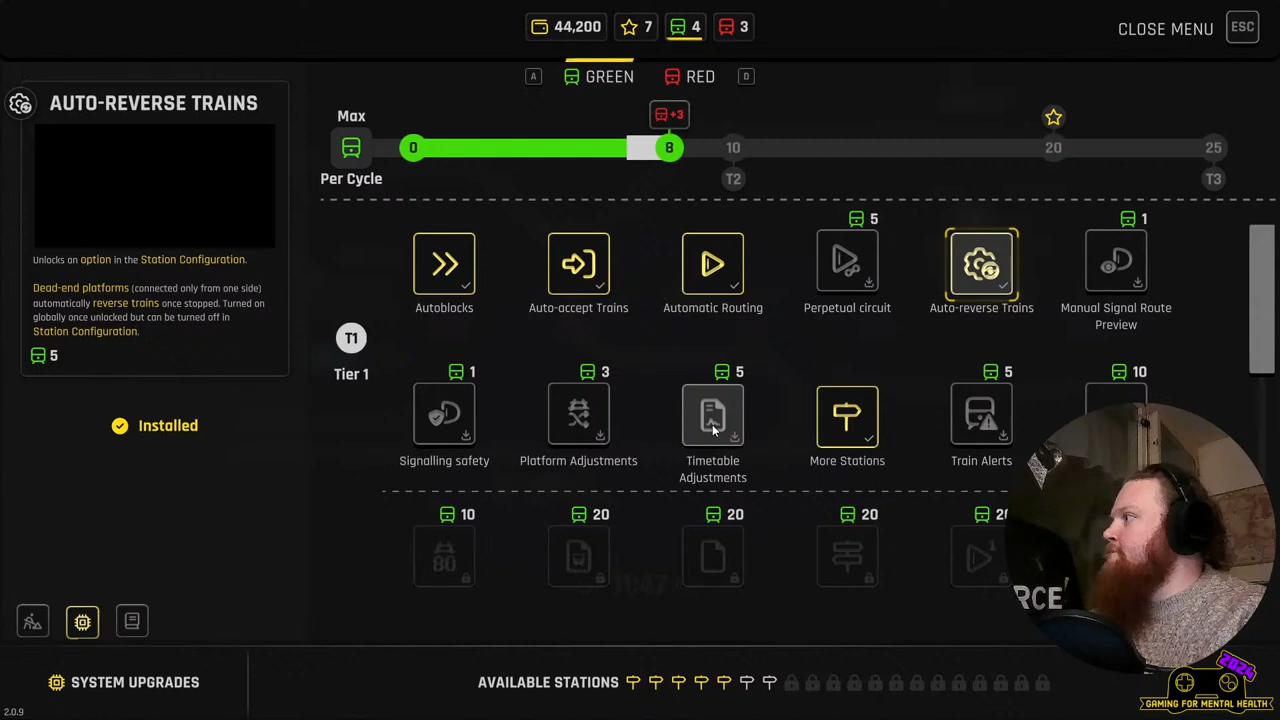 44,200 7 4 3
CLOSE MENU ESC
A GREEN RED D
AUTO-REVERSE TRAINS
Unlocks an option in the Station Configuration.
Dead-end platforms (connected only from one side)
automatically reverse trains once stopped. Turned on
globally once unlocked but can be turned off in
Station Configuration.
5
Installed
Max
Per Cycle
+3
0 8 10 20 25
T2 T3
T1
Tier 1
5 1
Autoblocks Auto-accept Trains Automatic Routing Perpetual circuit Auto-reverse Trains Manual Signal Route
Preview
1 3 5 5 10
Signalling safety Platform Adjustments Timetable
Adjustments More Stations Train Alerts
10 20 20 20
80
1
SYSTEM UPGRADES
AVAILABLE STATIONS
2.0.9
2024
GAMING FOR MENTAL HEALTH